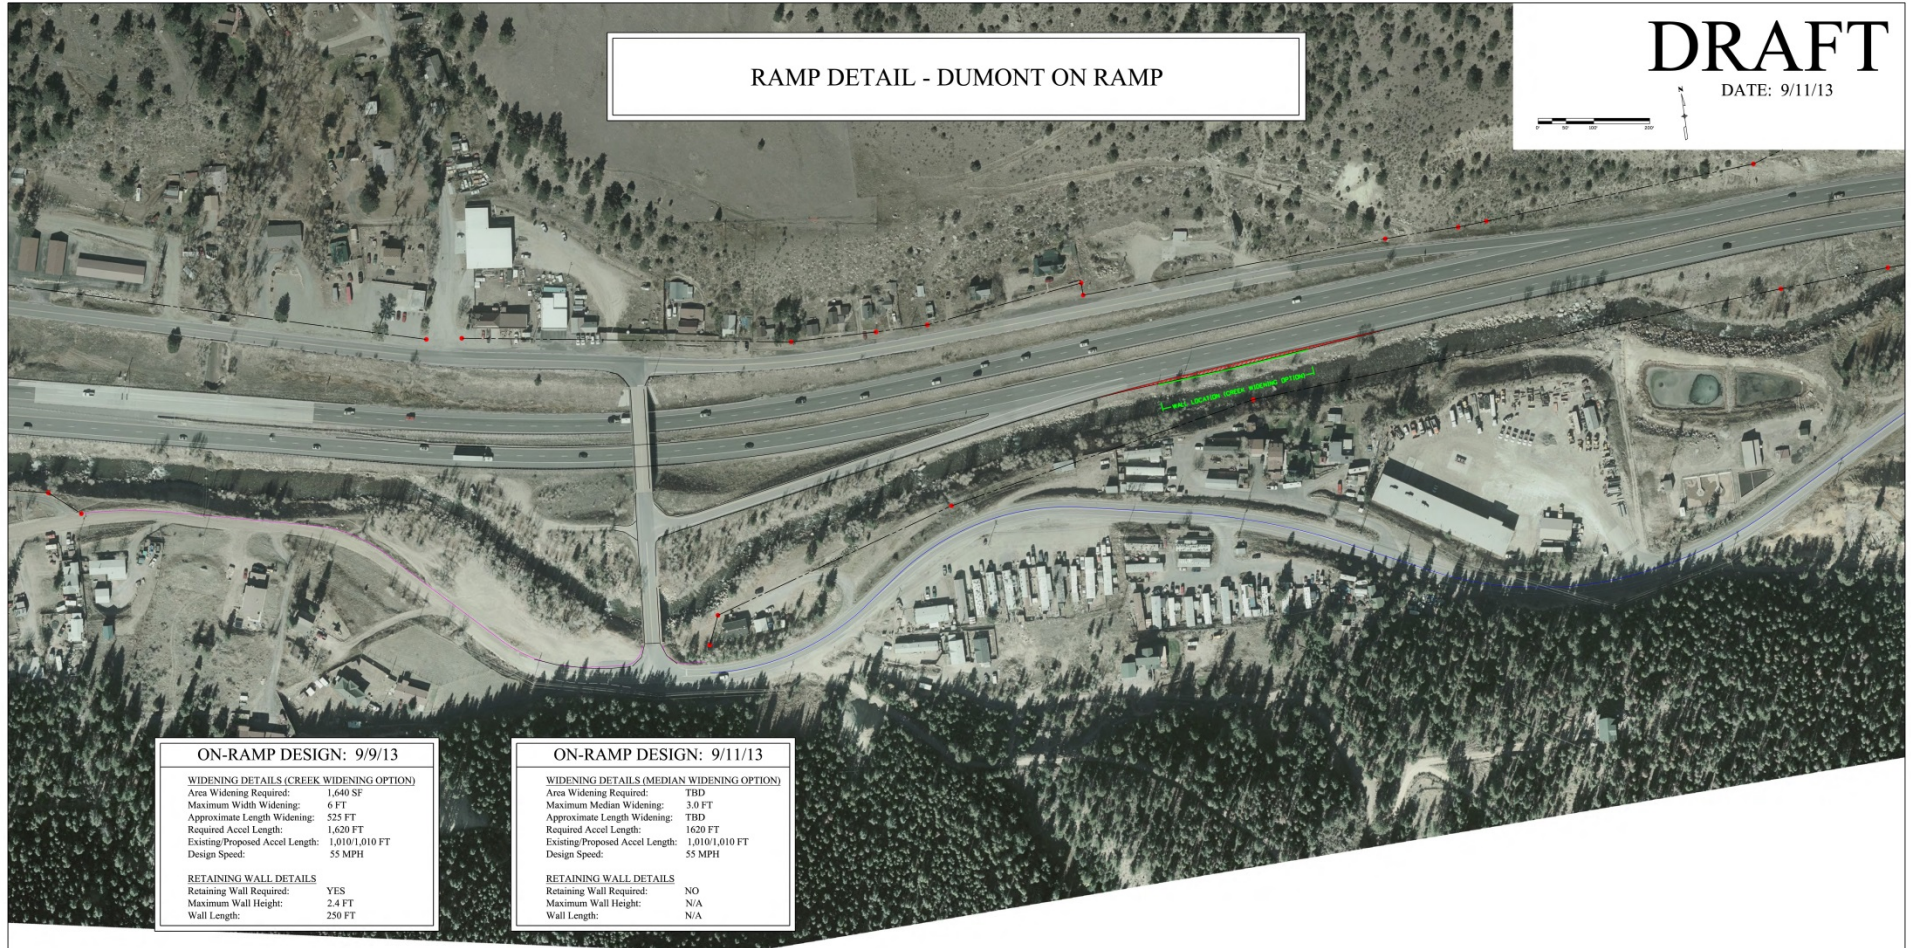 RAMP DETAIL - DUMONT ON RAMP
DRAFT
DATE: 9/11/13
N
0' 50' 100' 200'
WALL LOCATION (CREEK WIDENING OPTION)
ON-RAMP DESIGN: 9/9/13
WIDENING DETAILS (CREEK WIDENING OPTION)
Area Widening Required: 1,640 SF
Maximum Width Widening: 6 FT
Approximate Length Widening: 525 FT
Required Accel Length: 1,620 FT
Existing/Proposed Accel Length: 1,010/1,010 FT
Design Speed: 55 MPH
RETAINING WALL DETAILS
Retaining Wall Required: YES
Maximum Wall Height: 2.4 FT
Wall Length: 250 FT
ON-RAMP DESIGN: 9/11/13
WIDENING DETAILS (MEDIAN WIDENING OPTION)
Area Widening Required: TBD
Maximum Median Widening: 3.0 FT
Approximate Length Widening: TBD
Required Accel Length: 1620 FT
Existing/Proposed Accel Length: 1,010/1,010 FT
Design Speed: 55 MPH
RETAINING WALL DETAILS
Retaining Wall Required: NO
Maximum Wall Height: N/A
Wall Length: N/A